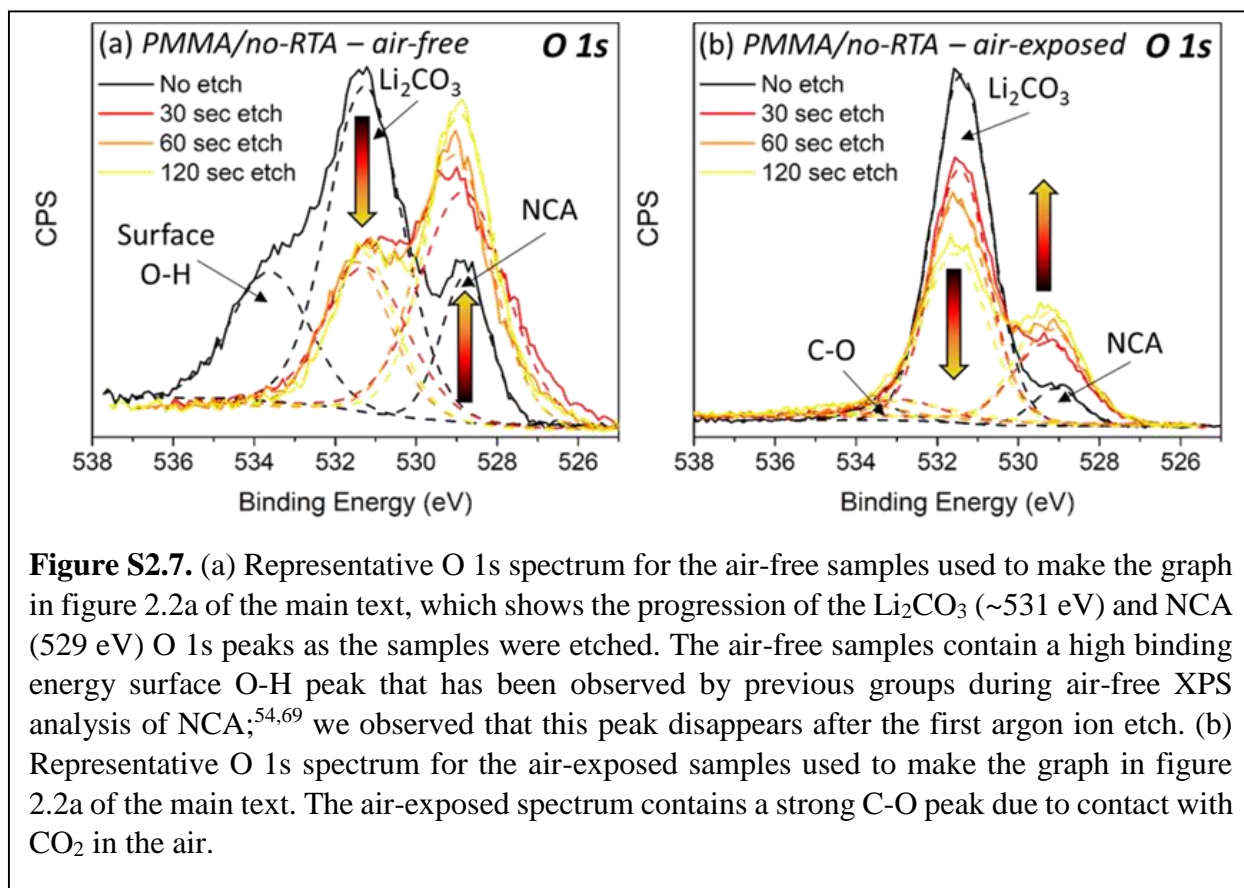 (a) PMMA/no-RTA – air-free O 1s
No etch
30 sec etch
60 sec etch
120 sec etch
Li₂CO₃
NCA
Surface
O-H
CPS
538 536 534 532 530 528 526
Binding Energy (eV)
(b) PMMA/no-RTA – air-exposed O 1s
No etch
30 sec etch
60 sec etch
120 sec etch
Li₂CO₃
C-O
NCA
CPS
538 536 534 532 530 528 526
Binding Energy (eV)
Figure S2.7. (a) Representative O 1s spectrum for the air-free samples used to make the graph
in figure 2.2a of the main text, which shows the progression of the Li₂CO₃ (~531 eV) and NCA
(529 eV) O 1s peaks as the samples were etched. The air-free samples contain a high binding
energy surface O-H peak that has been observed by previous groups during air-free XPS
analysis of NCA;⁵⁴,⁶⁹ we observed that this peak disappears after the first argon ion etch. (b)
Representative O 1s spectrum for the air-exposed samples used to make the graph in figure
2.2a of the main text. The air-exposed spectrum contains a strong C-O peak due to contact with
CO₂ in the air.